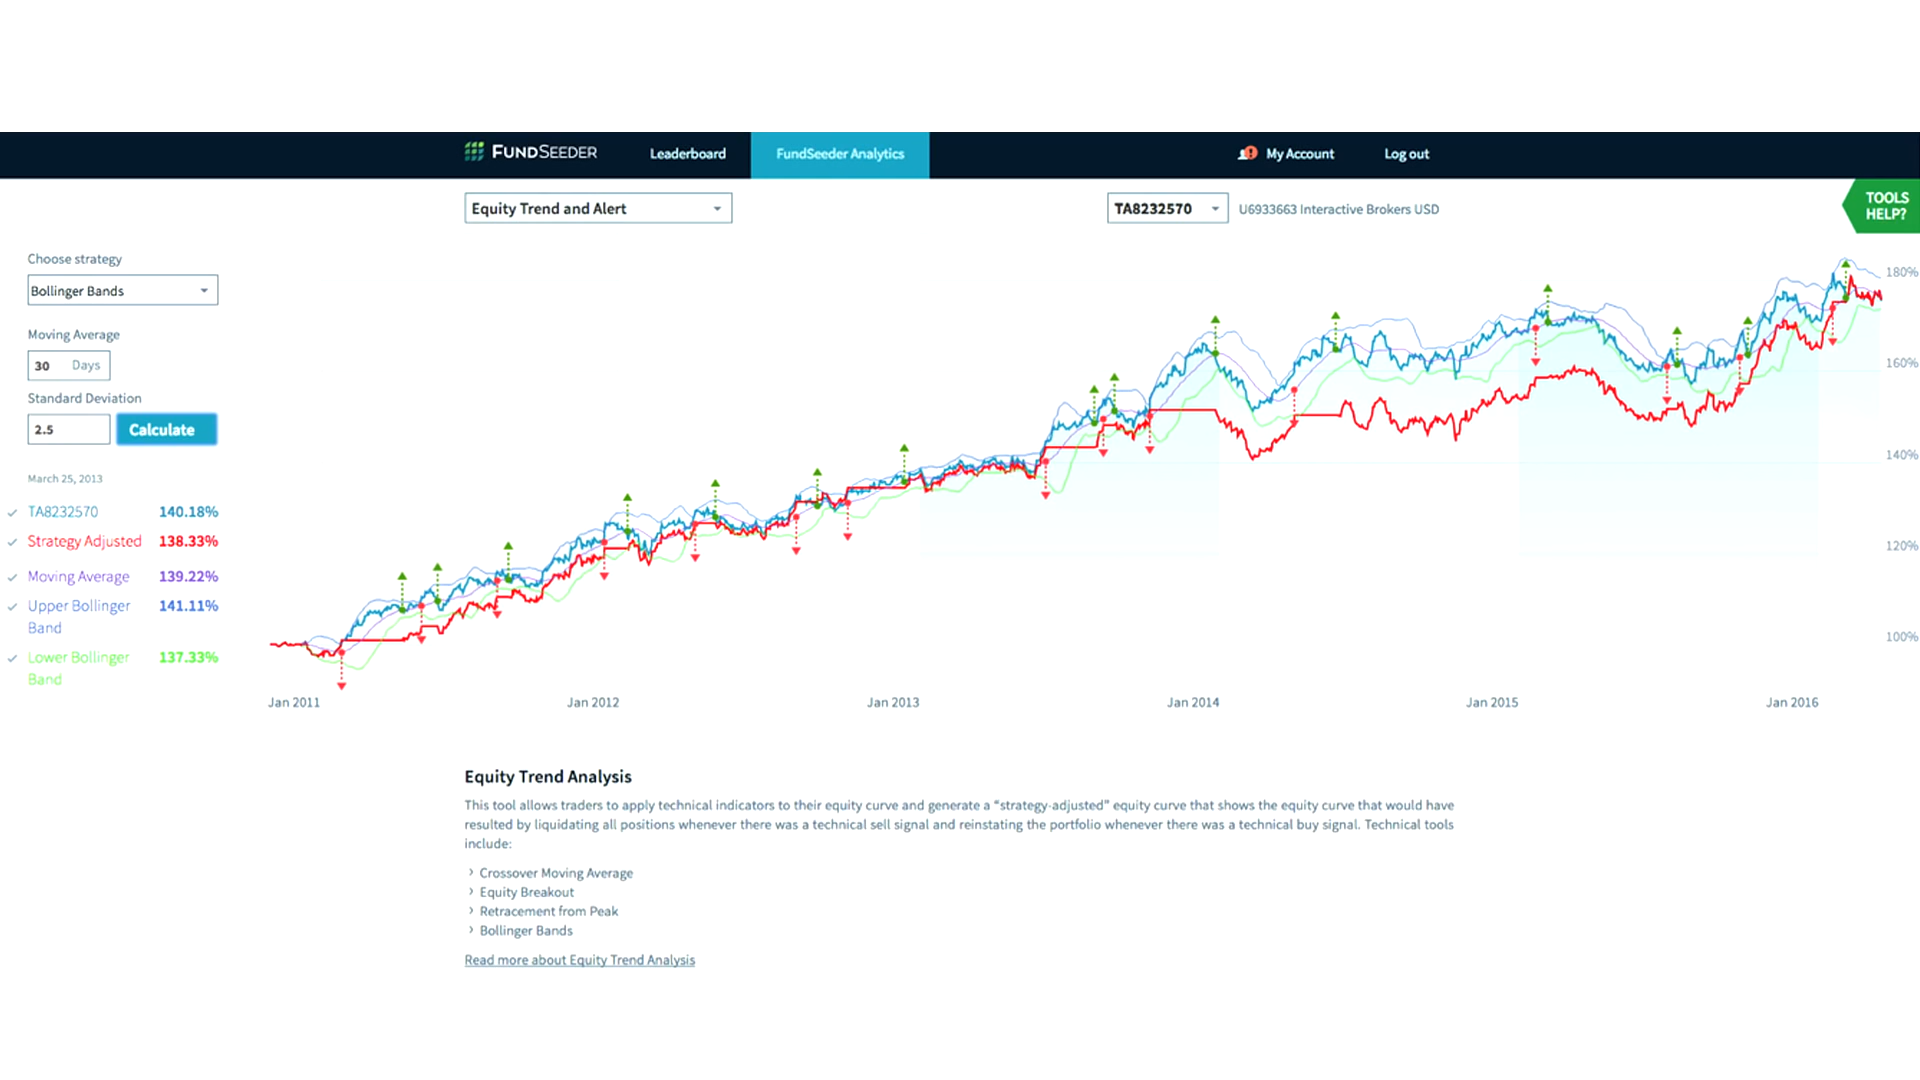 FUNDSEEDER
Leaderboard
FundSeeder Analytics
My Account
Log out
Equity Trend and Alert
TA8232570
U6933663 Interactive Brokers USD
TOOLS
HELP?
Choose strategy
Bollinger Bands
Moving Average
30 Days
Standard Deviation
2.5
Calculate
March 25, 2013
TA8232570 140.18%
Strategy Adjusted 138.33%
Moving Average 139.22%
Upper Bollinger 141.11%
Band
Lower Bollinger 137.33%
Band
180%
160%
140%
120%
100%
Jan 2011
Jan 2012
Jan 2013
Jan 2014
Jan 2015
Jan 2016
Equity Trend Analysis
This tool allows traders to apply technical indicators to their equity curve and generate a “strategy-adjusted” equity curve that shows the equity curve that would have
resulted by liquidating all positions whenever there was a technical sell signal and reinstating the portfolio whenever there was a technical buy signal. Technical tools
include:
› Crossover Moving Average
› Equity Breakout
› Retracement from Peak
› Bollinger Bands
Read more about Equity Trend Analysis